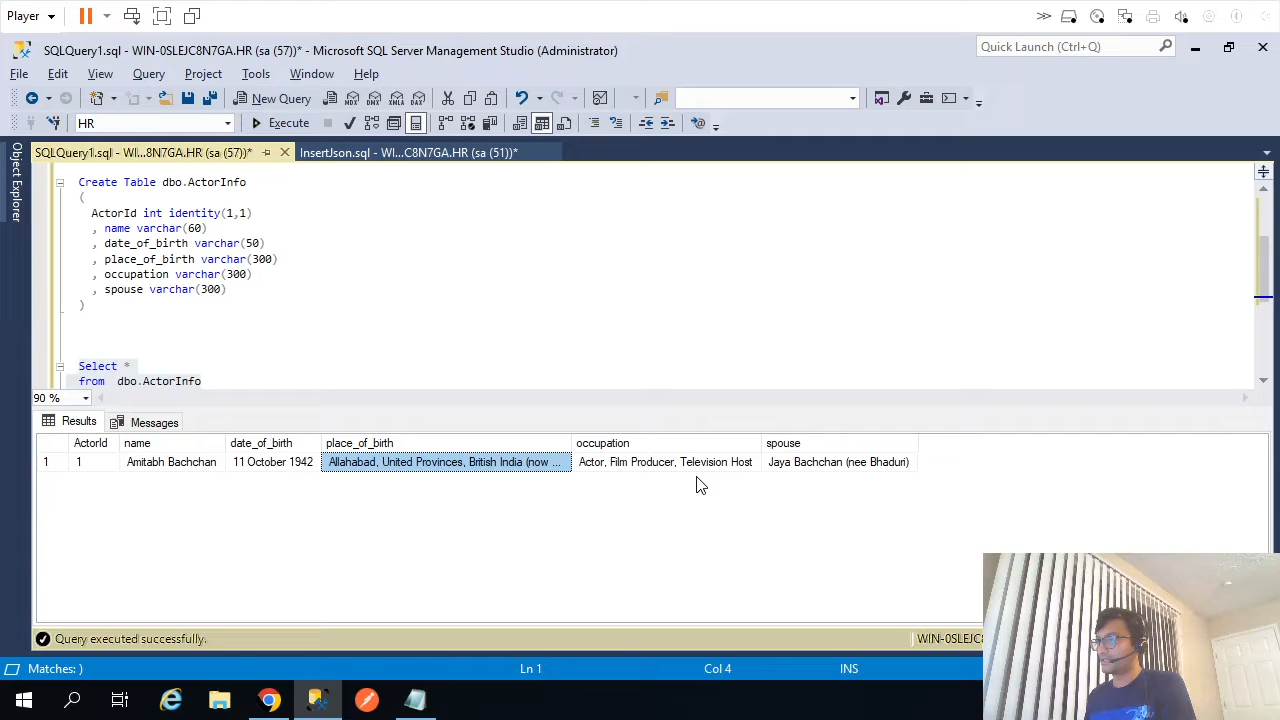 Player
SQLQuery1.sql - WIN-0SLEJC8N7GA.HR (sa (57))* - Microsoft SQL Server Management Studio (Administrator)
Quick Launch (Ctrl+Q)
File Edit View Query Project Tools Window Help
New Query
MDX DMX XMLA DAX
HR
Execute
SQLQuery1.sql - WI...8N7GA.HR (sa (57))*
InsertJson.sql - WI...C8N7GA.HR (sa (51))*
Object Explorer
Create Table dbo.ActorInfo
(
ActorId int identity(1,1)
, name varchar(60)
, date_of_birth varchar(50)
, place_of_birth varchar(300)
, occupation varchar(300)
, spouse varchar(300)
)
Select *
from dbo.ActorInfo
90 %
Results Messages
ActorId name date_of_birth place_of_birth occupation spouse
1 1 Amitabh Bachchan 11 October 1942 Allahabad, United Provinces, British India (now ... Actor, Film Producer, Television Host Jaya Bachchan (nee Bhaduri)
Query executed successfully.
WIN-0SLEJC8
Matches: )
Ln 1 Col 4 INS